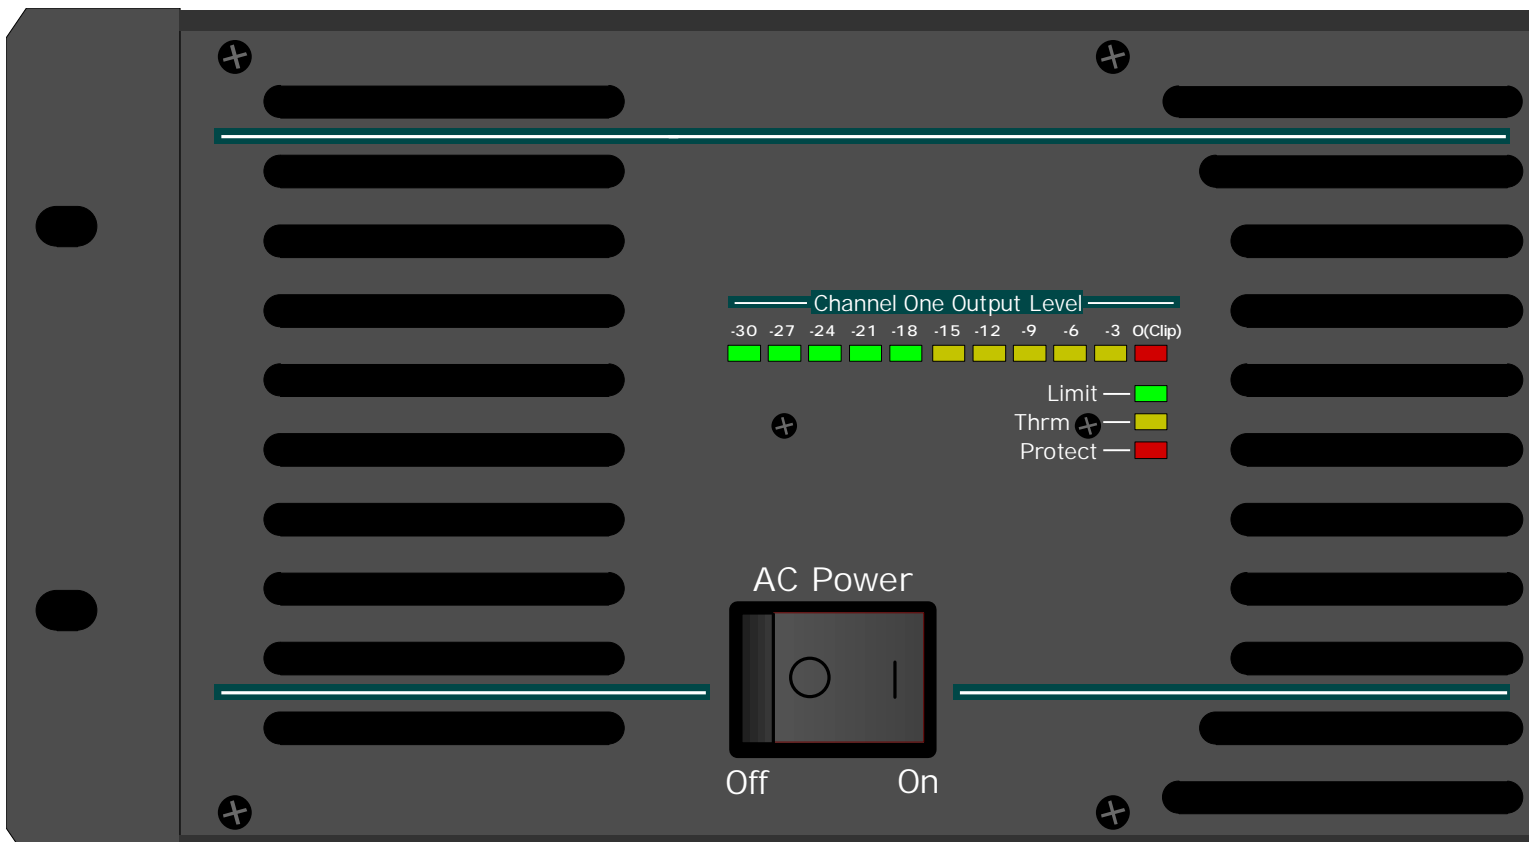 Channel One Output Level
-30 -27 -24 -21 -18 -15 -12 -9 -6 -3 0(Clip)
Limit
Thrm
Protect
AC Power
Off On